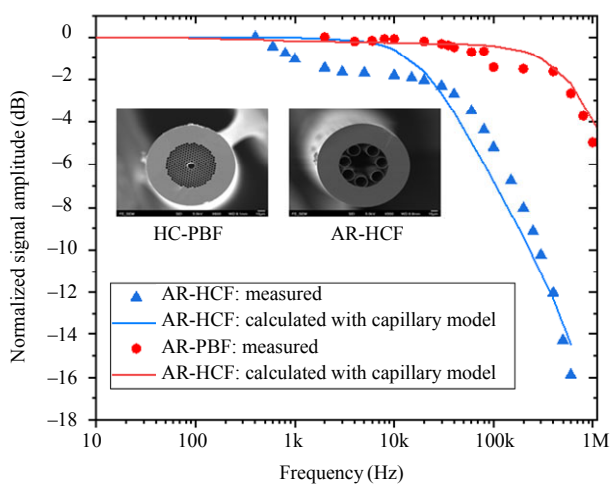 Normalized signal amplitude (dB)
0
–2
–4
–6
–8
–10
–12
–14
–16
–18
HC-PBF
AR-HCF
AR-HCF: measured
AR-HCF: calculated with capillary model
AR-PBF: measured
AR-HCF: calculated with capillary model
10
100
1k
10k
100k
1M
Frequency (Hz)